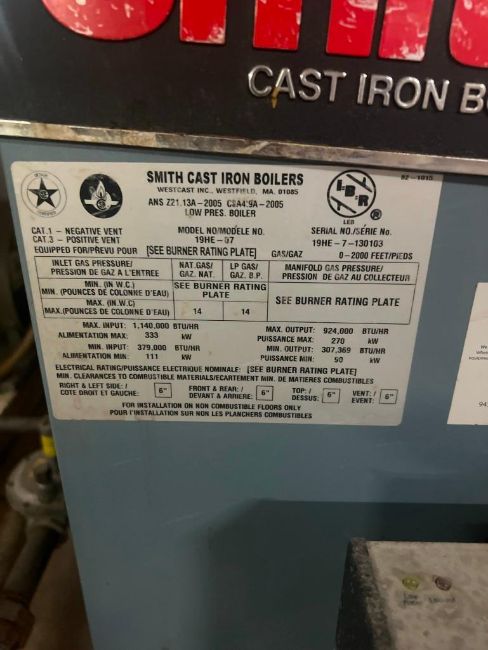 CAST IRON BO
SMITH CAST IRON BOILERS
WESTCAST INC., WESTFIELD, MA. 01085
82-1015
ANS Z21.13A-2005 CSA4.9A-2005
LOW PRES. BOILER
I=B=R
LEB
CAT.1 - NEGATIVE VENT
CAT.3 - POSITIVE VENT
MODEL NO/MODELE NO.
19HE-07
SERIAL NO./SÉRIE No.
19HE-7-130103
EQUIPPED FOR/PREVU POUR [SEE BURNER RATING PLATE] GAS/GAZ 0-2000 FEET/PIEDS
INLET GAS PRESSURE/
PRESSION DE GAZ A L'ENTREE
NAT.GAS/
GAZ. NAT.
LP GAS/
GAZ. B.P.
MANIFOLD GAS PRESSURE/
PRESSION DE GAZ AU COLLECTEUR
MIN. (IN W.C.)
MIN. (POUNCES DE COLONNE D'EAU)
SEE BURNER RATING
PLATE
SEE BURNER RATING PLATE
MAX. (IN W.C)
MAX.(POUNCES DE COLONNE D'EAU)
14 14
MAX. INPUT: 1,140,000 BTU/HR
ALIMENTATION MAX: 333 kW
MAX. OUTPUT: 924,000 BTU/HR
PUISSANCE MAX: 270 kW
MIN. INPUT: 379,000 BTU/HR
ALIMENTATION MIN: 111 kW
MIN. OUTPUT: 307,369 BTU/HR
PUISSANCE MIN: 90 kW
ELECTRICAL RATING/PUISSANCE ELECTRIQUE NOMINALE: [SEE BURNER RATING PLATE]
MIN. CLEARANCES TO COMBUSTIBLE MATERIALS/ECARTEMENT MIN. DE MATIERES COMBUSTIBLES
RIGHT & LEFT SIDE: /
COTE DROIT ET GAUCHE: 6"
FRONT & REAR: /
DEVANT & ARRIERE: 6"
TOP: /
DESSUS: 6"
VENT: /
EVENT: 6"
FOR INSTALLATION ON NON COMBUSTIBLE FLOORS ONLY
POUR l'INSTALLATION SUR NON LES PLANCHERS COMBUSTIBLES